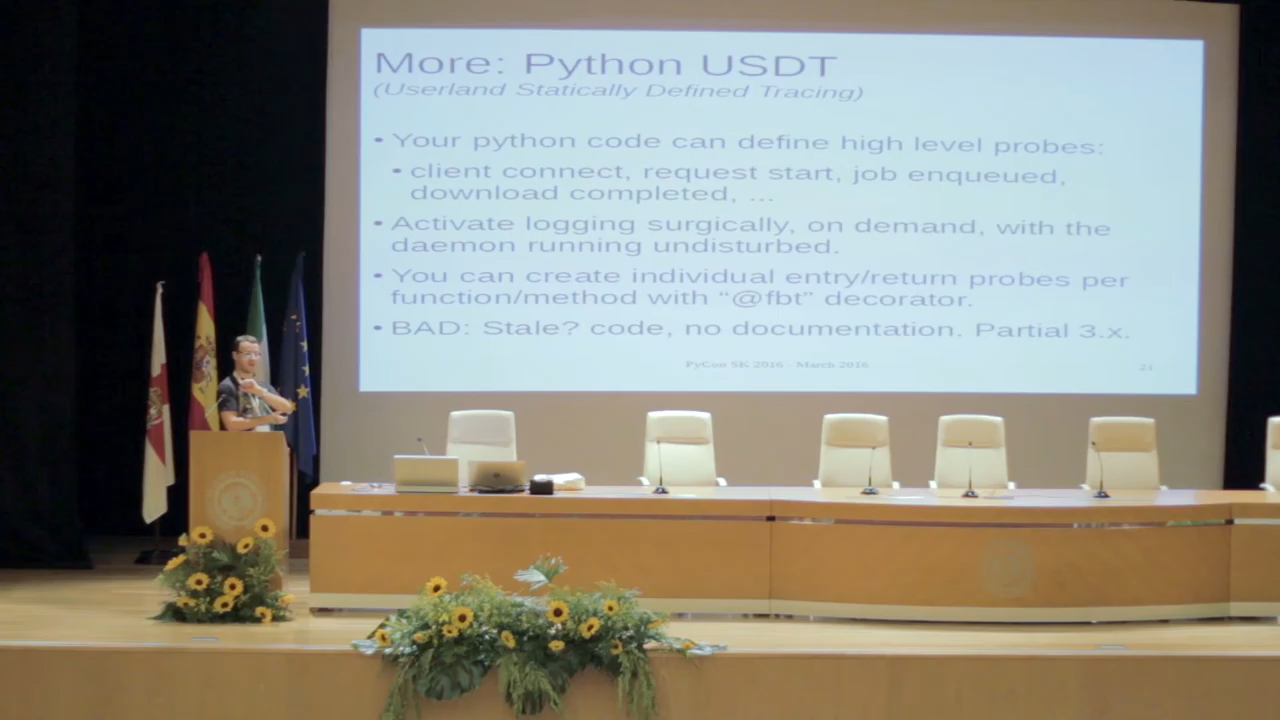 More: Python USDT
(Userland Statically Defined Tracing)
• Your python code can define high level probes:
• client connect, request start, job enqueued,
download completed, ...
• Activate logging surgically, on demand, with the
daemon running undisturbed.
• You can create individual entry/return probes per
function/method with "@fbt" decorator.
• BAD: Stale? code, no documentation. Partial 3.x.
PyCon SK 2016 - March 2016